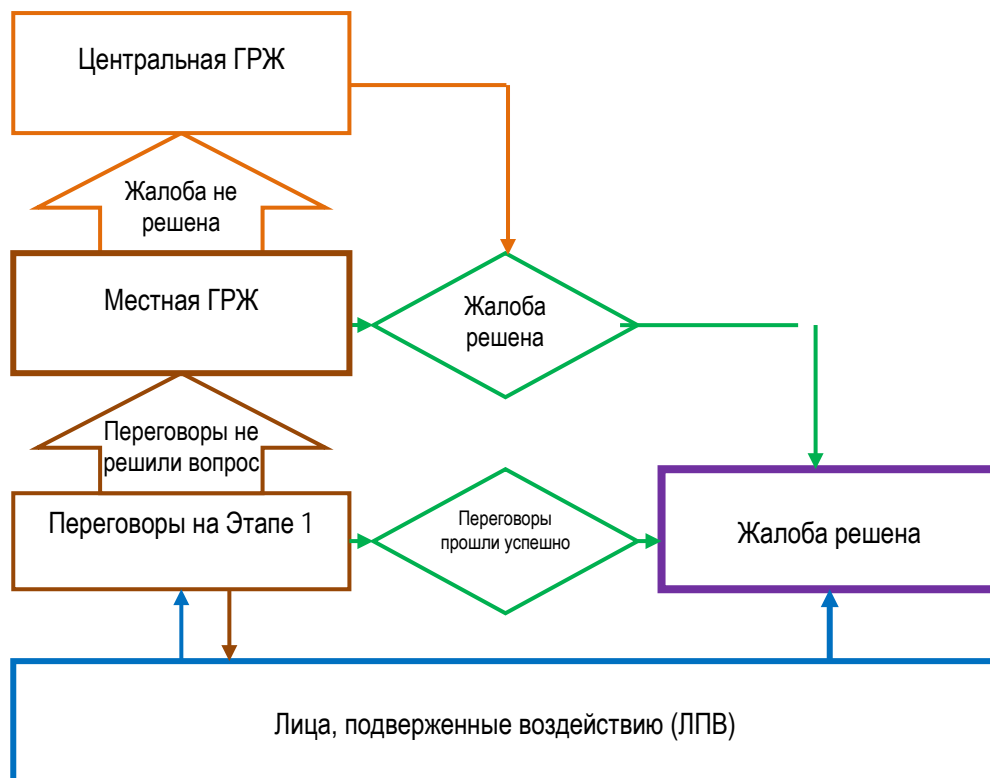 Центральная ГРЖ
Жалоба не
решена
Местная ГРЖ
Жалоба
решена
Переговоры не
решили вопрос
Переговоры на Этапе 1
Переговоры
прошли успешно
Жалоба решена
Лица, подверженные воздействию (ЛПВ)